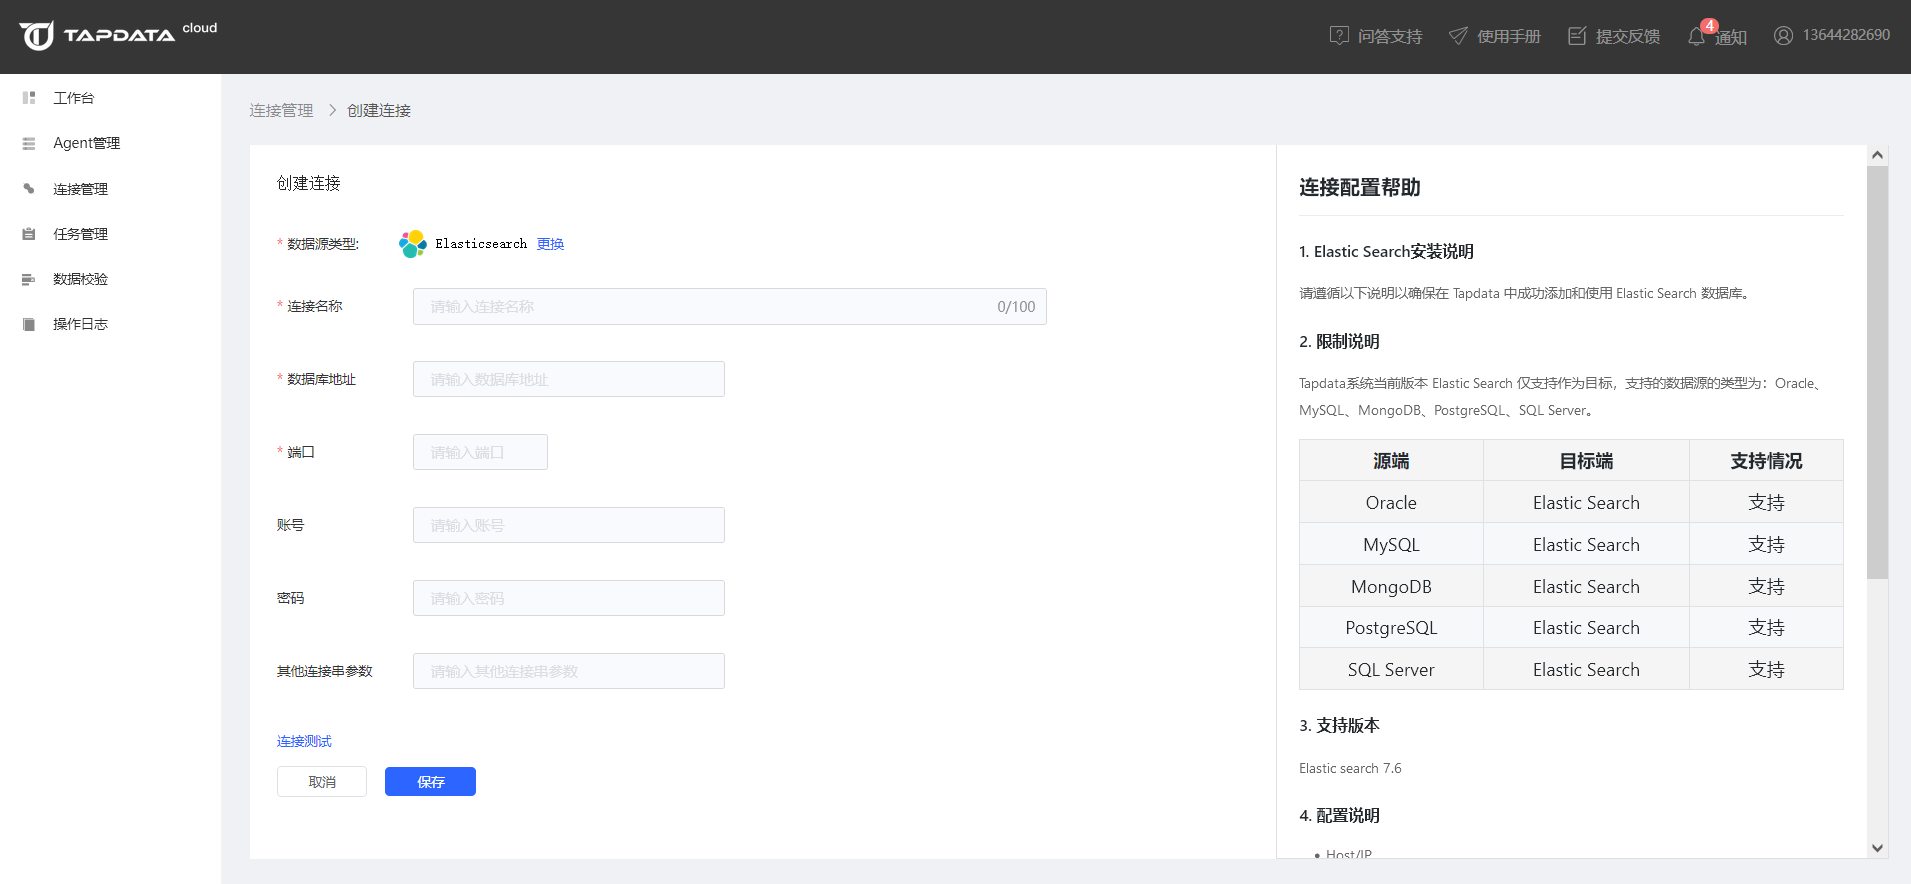 TAPDATA cloud
问答支持
使用手册
提交反馈
4
通知
13644282690
工作台
Agent管理
连接管理
任务管理
数据校验
操作日志
连接管理 > 创建连接
创建连接
* 数据源类型: Elasticsearch 更换
* 连接名称 请输入连接名称 0/100
* 数据库地址 请输入数据库地址
* 端口 请输入端口
账号 请输入账号
密码 请输入密码
其他连接串参数 请输入其他连接串参数
连接测试
取消 保存
连接配置帮助
1. Elastic Search安装说明
请遵循以下说明以确保在 Tapdata 中成功添加和使用 Elastic Search 数据库。
2. 限制说明
Tapdata系统当前版本 Elastic Search 仅支持作为目标，支持的数据源的类型为：Oracle、
MySQL、MongoDB、PostgreSQL、SQL Server。
源端 目标端 支持情况
Oracle Elastic Search 支持
MySQL Elastic Search 支持
MongoDB Elastic Search 支持
PostgreSQL Elastic Search 支持
SQL Server Elastic Search 支持
3. 支持版本
Elastic search 7.6
4. 配置说明
• Host/IP